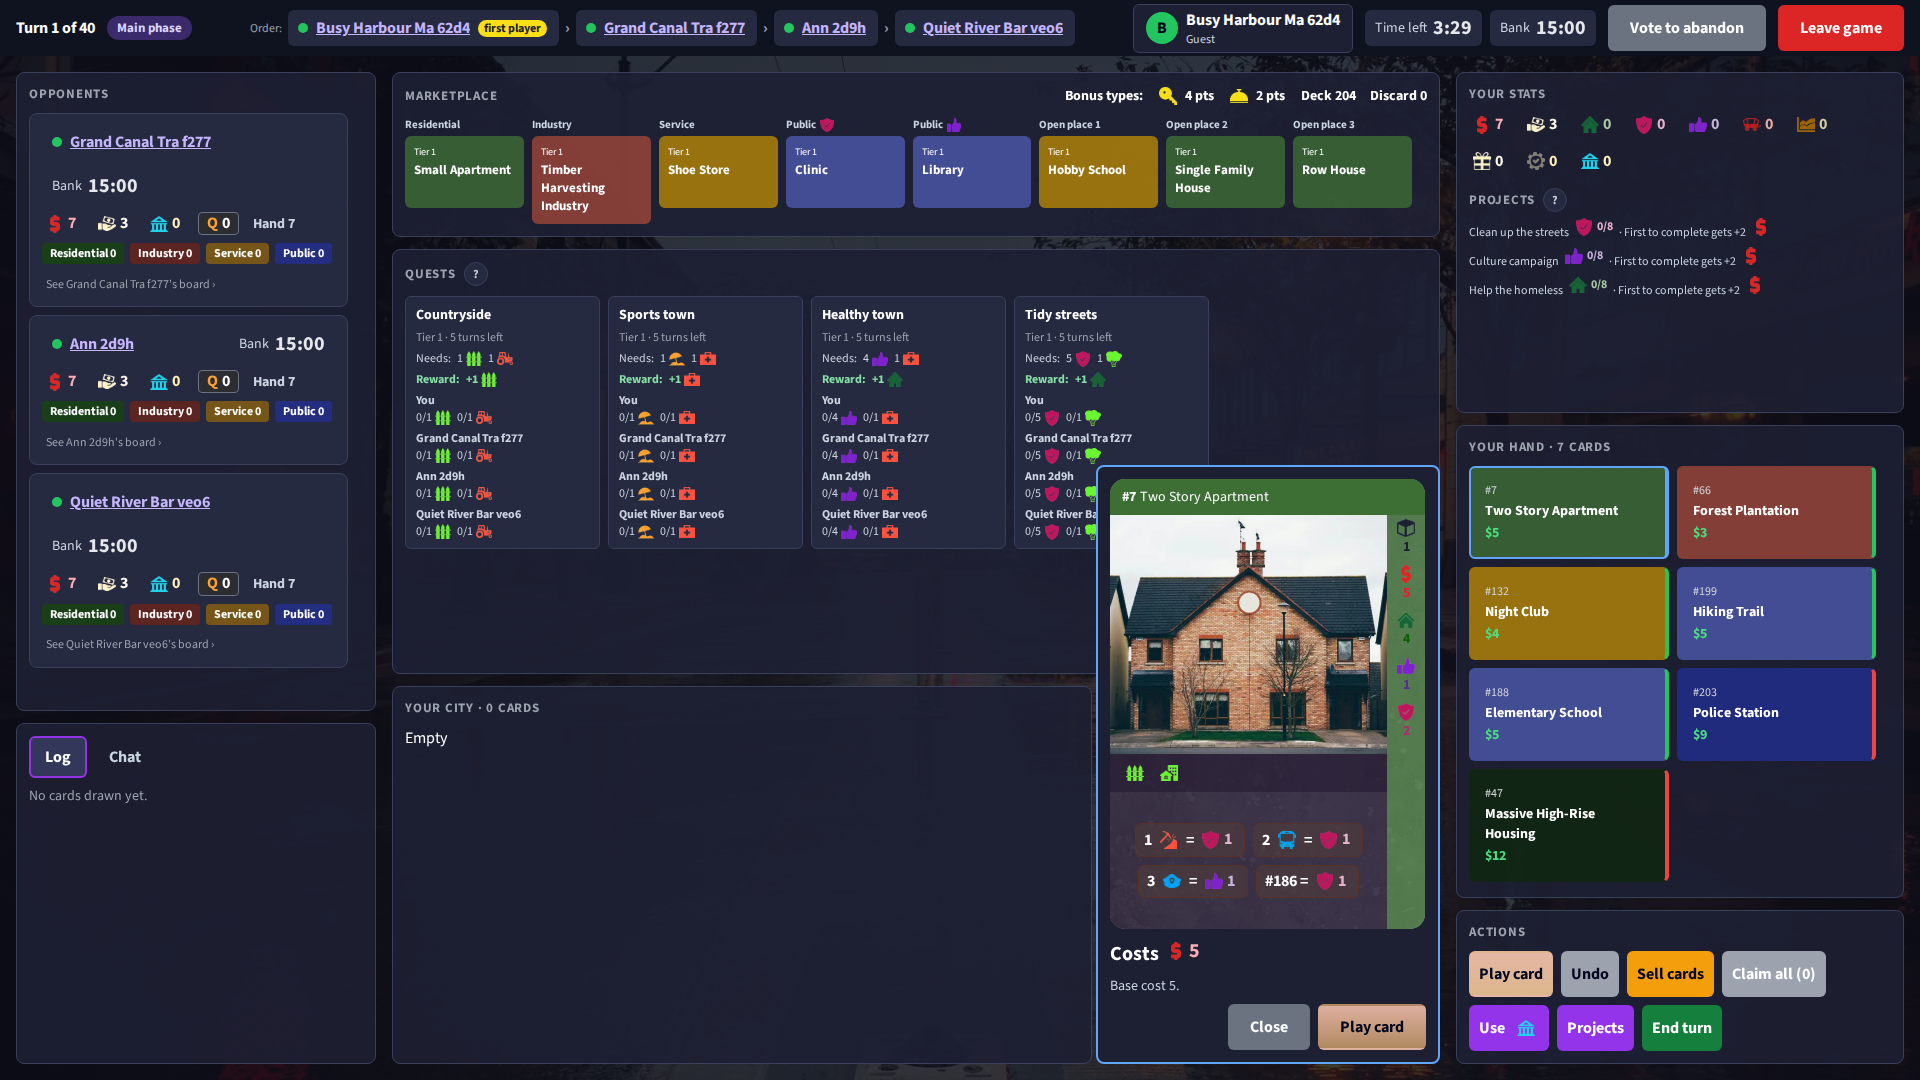 Turn 1 of 40 Main phase Order: Busy Harbour Ma 62d4 first player › Grand Canal Tra f277 › Ann 2d9h › Quiet River Bar veo6
B Busy Harbour Ma 62d4
Guest
Time left 3:29 Bank 15:00 Vote to abandon Leave game
OPPONENTS
Grand Canal Tra f277
Bank 15:00
7 3 0 Q 0 Hand 7
Residential 0 Industry 0 Service 0 Public 0
See Grand Canal Tra f277's board ›
Ann 2d9h Bank 15:00
7 3 0 Q 0 Hand 7
Residential 0 Industry 0 Service 0 Public 0
See Ann 2d9h's board ›
Quiet River Bar veo6
Bank 15:00
7 3 0 Q 0 Hand 7
Residential 0 Industry 0 Service 0 Public 0
See Quiet River Bar veo6's board ›
Log Chat
No cards drawn yet.
MARKETPLACE
Bonus types: 4 pts 2 pts Deck 204 Discard 0
Residential
Tier 1
Small Apartment
Industry
Tier 1
Timber
Harvesting
Industry
Service
Tier 1
Shoe Store
Public
Tier 1
Clinic
Public
Tier 1
Library
Open place 1
Tier 1
Hobby School
Open place 2
Tier 1
Single Family
House
Open place 3
Tier 1
Row House
QUESTS ?
Countryside
Tier 1 · 5 turns left
Needs: 1 1
Reward: +1
You
0/1 0/1
Grand Canal Tra f277
0/1 0/1
Ann 2d9h
0/1 0/1
Quiet River Bar veo6
0/1 0/1
Sports town
Tier 1 · 5 turns left
Needs: 1 1
Reward: +1
You
0/1 0/1
Grand Canal Tra f277
0/1 0/1
Ann 2d9h
0/1 0/1
Quiet River Bar veo6
0/1 0/1
Healthy town
Tier 1 · 5 turns left
Needs: 4 1
Reward: +1
You
0/4 0/1
Grand Canal Tra f277
0/4 0/1
Ann 2d9h
0/4 0/1
Quiet River Bar veo6
0/4 0/1
Tidy streets
Tier 1 · 5 turns left
Needs: 5 1
Reward: +1
You
0/5 0/1
Grand Canal Tra f277
0/5 0/1
Ann 2d9h
0/5 0/1
Quiet River Ba
0/5 0/1
YOUR CITY · 0 CARDS
Empty
#7 Two Story Apartment
1
5
4
1
2
1 = 1 2 = 1
3 = 1 #186 = 1
Costs 5
Base cost 5.
Close Play card
YOUR STATS
7 3 0 0 0 0 0
0 0 0
PROJECTS ?
Clean up the streets 0/8 · First to complete gets +2
Culture campaign 0/8 · First to complete gets +2
Help the homeless 0/8 · First to complete gets +2
YOUR HAND · 7 CARDS
#7
Two Story Apartment
$5
#66
Forest Plantation
$3
#132
Night Club
$4
#199
Hiking Trail
$5
#188
Elementary School
$5
#203
Police Station
$9
#47
Massive High-Rise
Housing
$12
ACTIONS
Play card Undo Sell cards Claim all (0)
Use Projects End turn